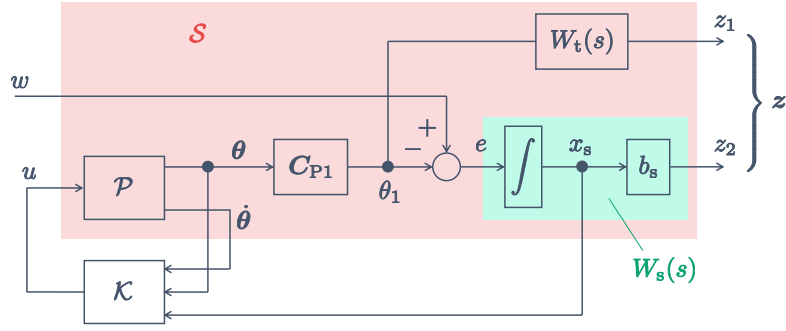 𝒮
z₁
W_t(s)
w
z
+
−
e
x_s
z₂
θ
C_P1
∫
b_s
u
𝒫
θ₁
θ̇
W_s(s)
𝒦